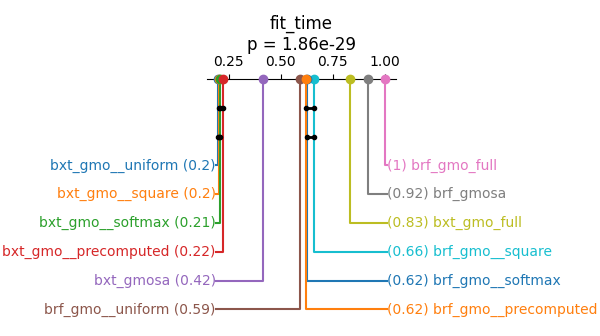 fit_time
p = 1.86e-29
0.25 0.50 0.75 1.00
bxt_gmo__uniform (0.2) (1) brf_gmo_full
bxt_gmo__square (0.2) (0.92) brf_gmosa
bxt_gmo__softmax (0.21) (0.83) bxt_gmo_full
bxt_gmo__precomputed (0.22) (0.66) brf_gmo__square
bxt_gmosa (0.42) (0.62) brf_gmo__softmax
brf_gmo__uniform (0.59) (0.62) brf_gmo__precomputed